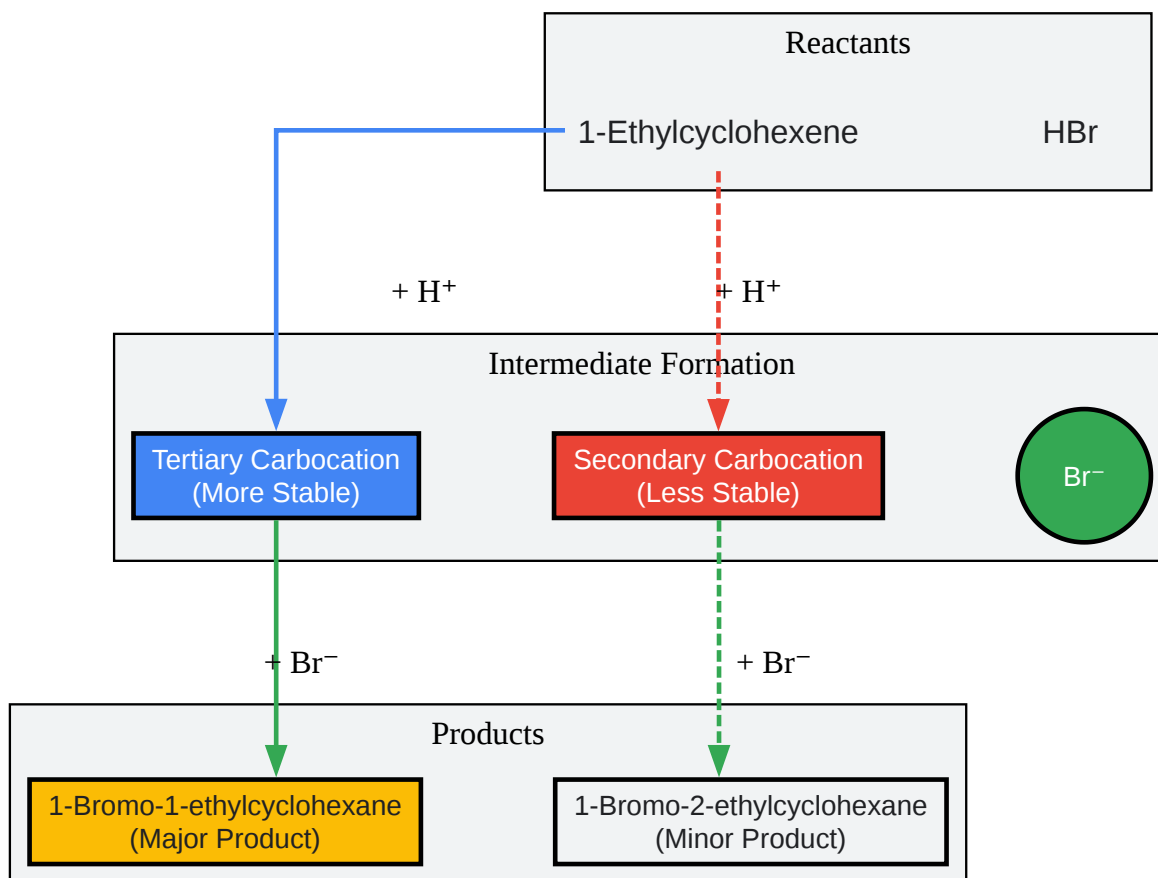 Reactants
1-Ethylcyclohexene
HBr
+ H⁺
+ H⁺
Intermediate Formation
Tertiary Carbocation
(More Stable)
Secondary Carbocation
(Less Stable)
Br⁻
+ Br⁻
+ Br⁻
Products
1-Bromo-1-ethylcyclohexane
(Major Product)
1-Bromo-2-ethylcyclohexane
(Minor Product)